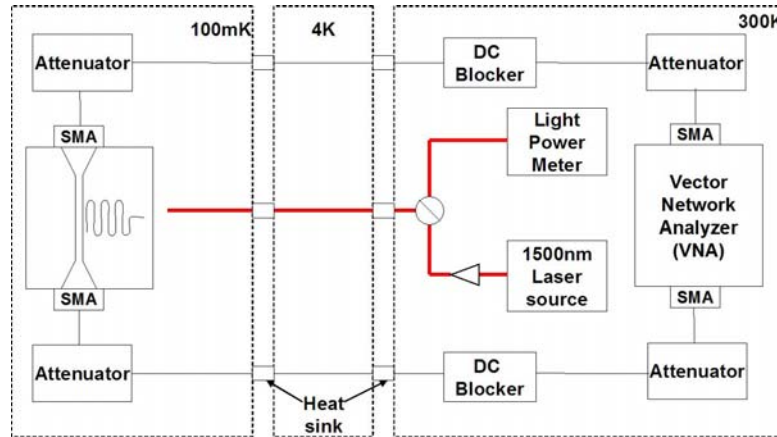 100mK
4K
300K
Attenuator
DC
Blocker
Attenuator
SMA
Light
Power
Meter
SMA
Vector
Network
Analyzer
(VNA)
1500nm
Laser
source
SMA
SMA
Attenuator
Heat
sink
DC
Blocker
Attenuator